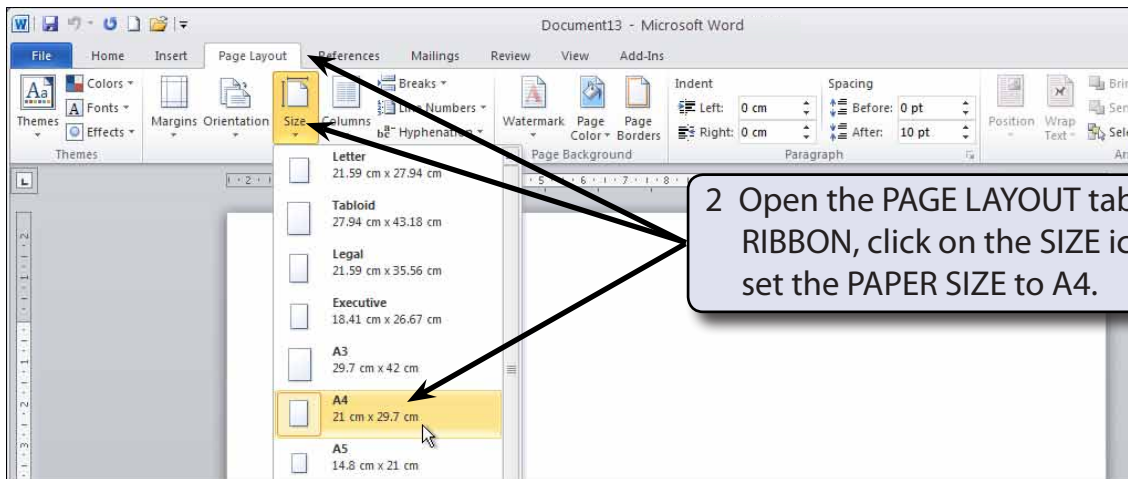 Document13 - Microsoft Word
File Home Insert Page Layout References Mailings Review View Add-Ins
Themes Colors Fonts Effects
Themes
Margins Orientation Size Columns
Breaks
Line Numbers
Hyphenation
Watermark Page Color Page Borders
Page Background
Indent Spacing
Left: 0 cm Before: 0 pt
Right: 0 cm After: 10 pt
Paragraph
Position Wrap Text
Letter
21.59 cm x 27.94 cm
Tabloid
27.94 cm x 43.18 cm
Legal
21.59 cm x 35.56 cm
Executive
18.41 cm x 26.67 cm
A3
29.7 cm x 42 cm
A4
21 cm x 29.7 cm
A5
14.8 cm x 21 cm
2 Open the PAGE LAYOUT tab
RIBBON, click on the SIZE
set the PAPER SIZE to A4.